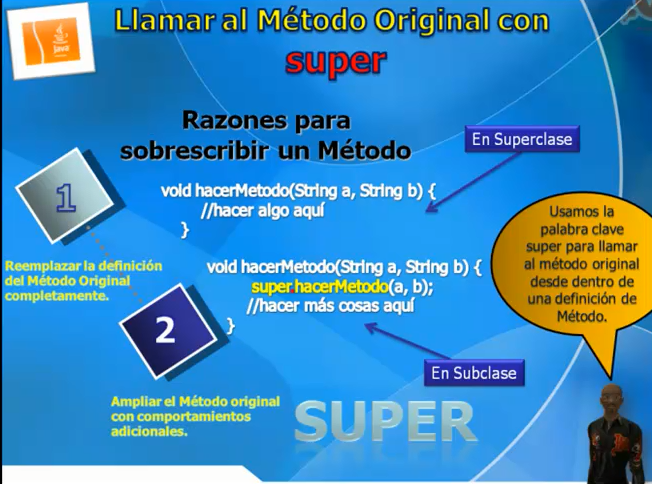 Llamar al Método Original con
super
Java
Razones para
sobrescribir un Método
En Superclase
1
void hacerMetodo(String a, String b) {
//hacer algo aquí
}
Reemplazar la definición
del Método Original
completamente.
Usamos la
palabra clave
super para llamar
al método original
desde dentro de
una definición de
Método.
void hacerMetodo(String a, String b) {
super.hacerMetodo(a, b);
//hacer más cosas aquí
}
2
En Subclase
Ampliar el Método original
con comportamientos
adicionales.
SUPER